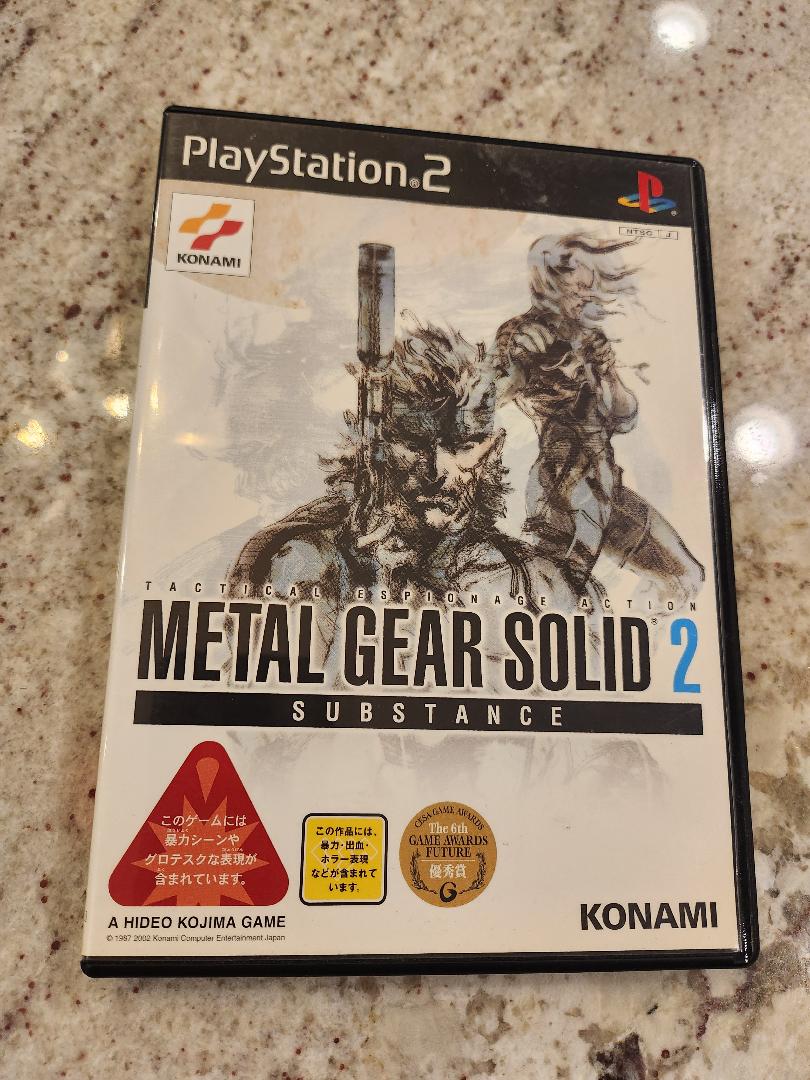 PlayStation®2
KONAMI
NTSC J
TACTICAL ESPIONAGE ACTION
METAL GEAR SOLID® 2
SUBSTANCE
このゲームには
暴力シーンや
グロテスクな表現が
含まれています。
この作品には、
暴力・出血・
ホラー表現
などが含まれて
います。
CESA GAME AWARDS
The 6th
GAME AWARDS
FUTURE
優秀賞
G
A HIDEO KOJIMA GAME
© 1987 2002 Konami Computer Entertainment Japan
KONAMI